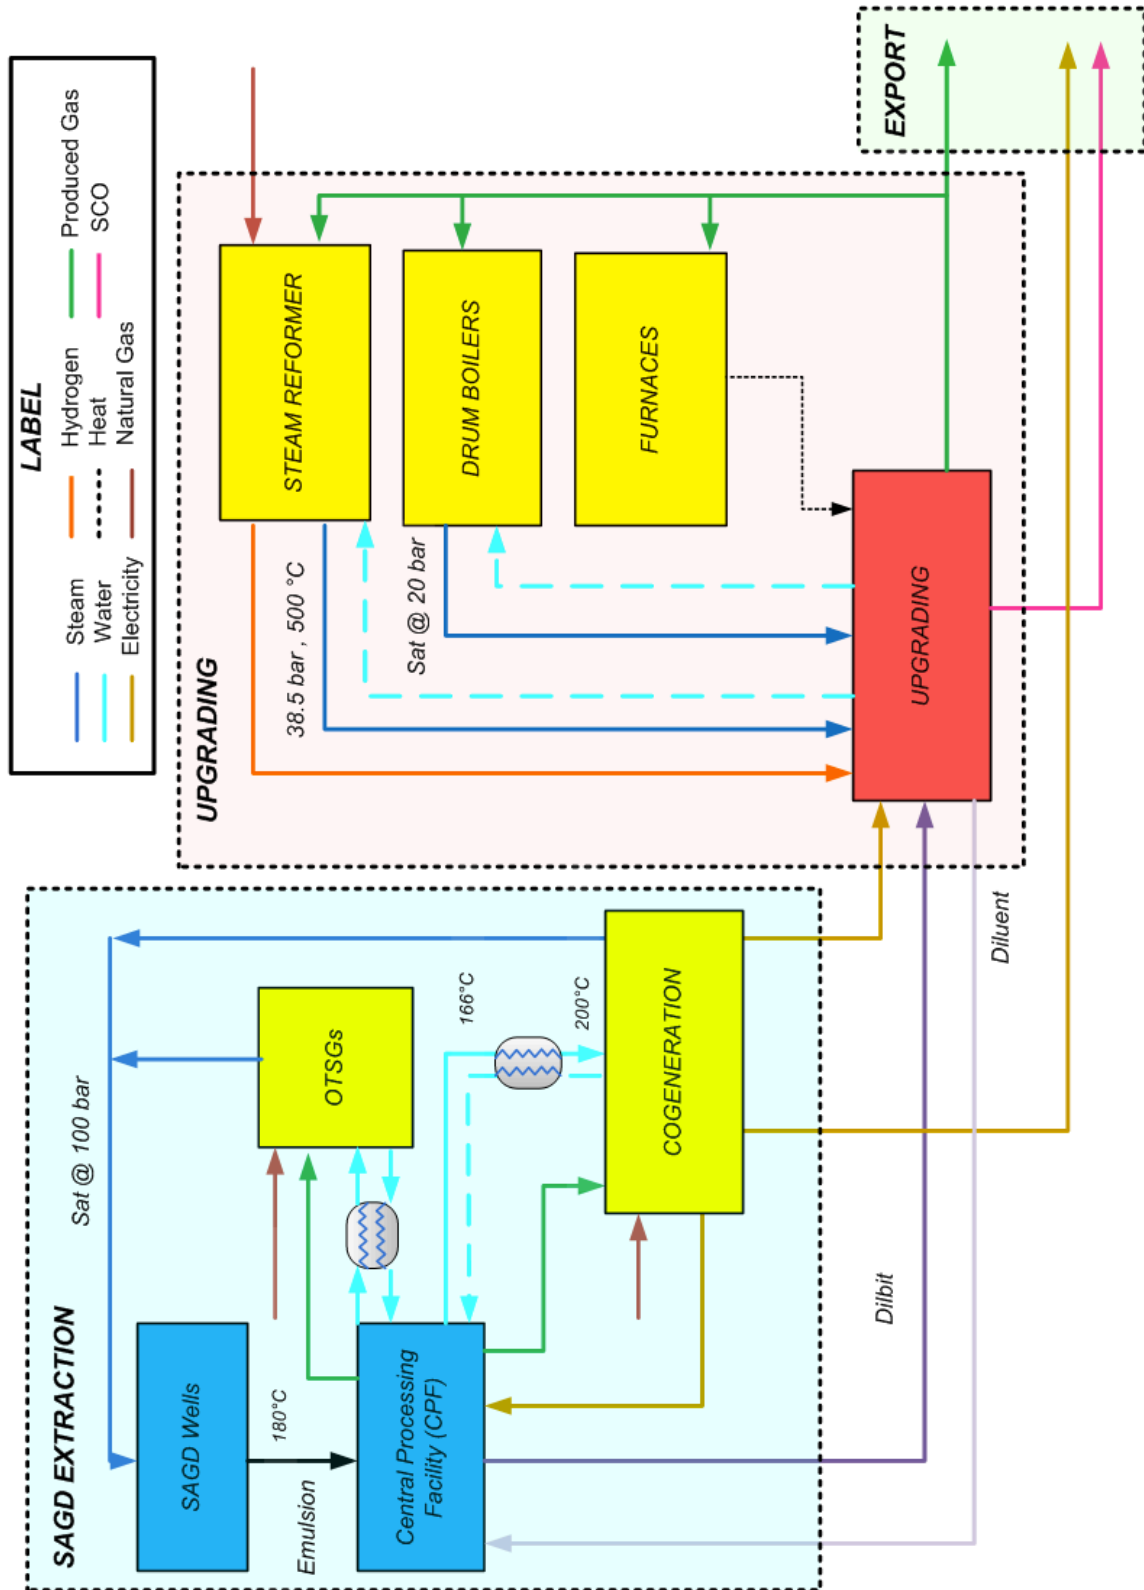 LABEL
Steam
Hydrogen
Produced Gas
Water
Heat
SCO
Electricity
Natural Gas
SAGD EXTRACTION
Sat @ 100 bar
SAGD Wells
180°C
Emulsion
OTSGs
Central Processing
Facility (CPF)
166°C
200°C
COGENERATION
Dilbit
Diluent
UPGRADING
38.5 bar , 500 °C
Sat @ 20 bar
STEAM REFORMER
DRUM BOILERS
FURNACES
UPGRADING
EXPORT